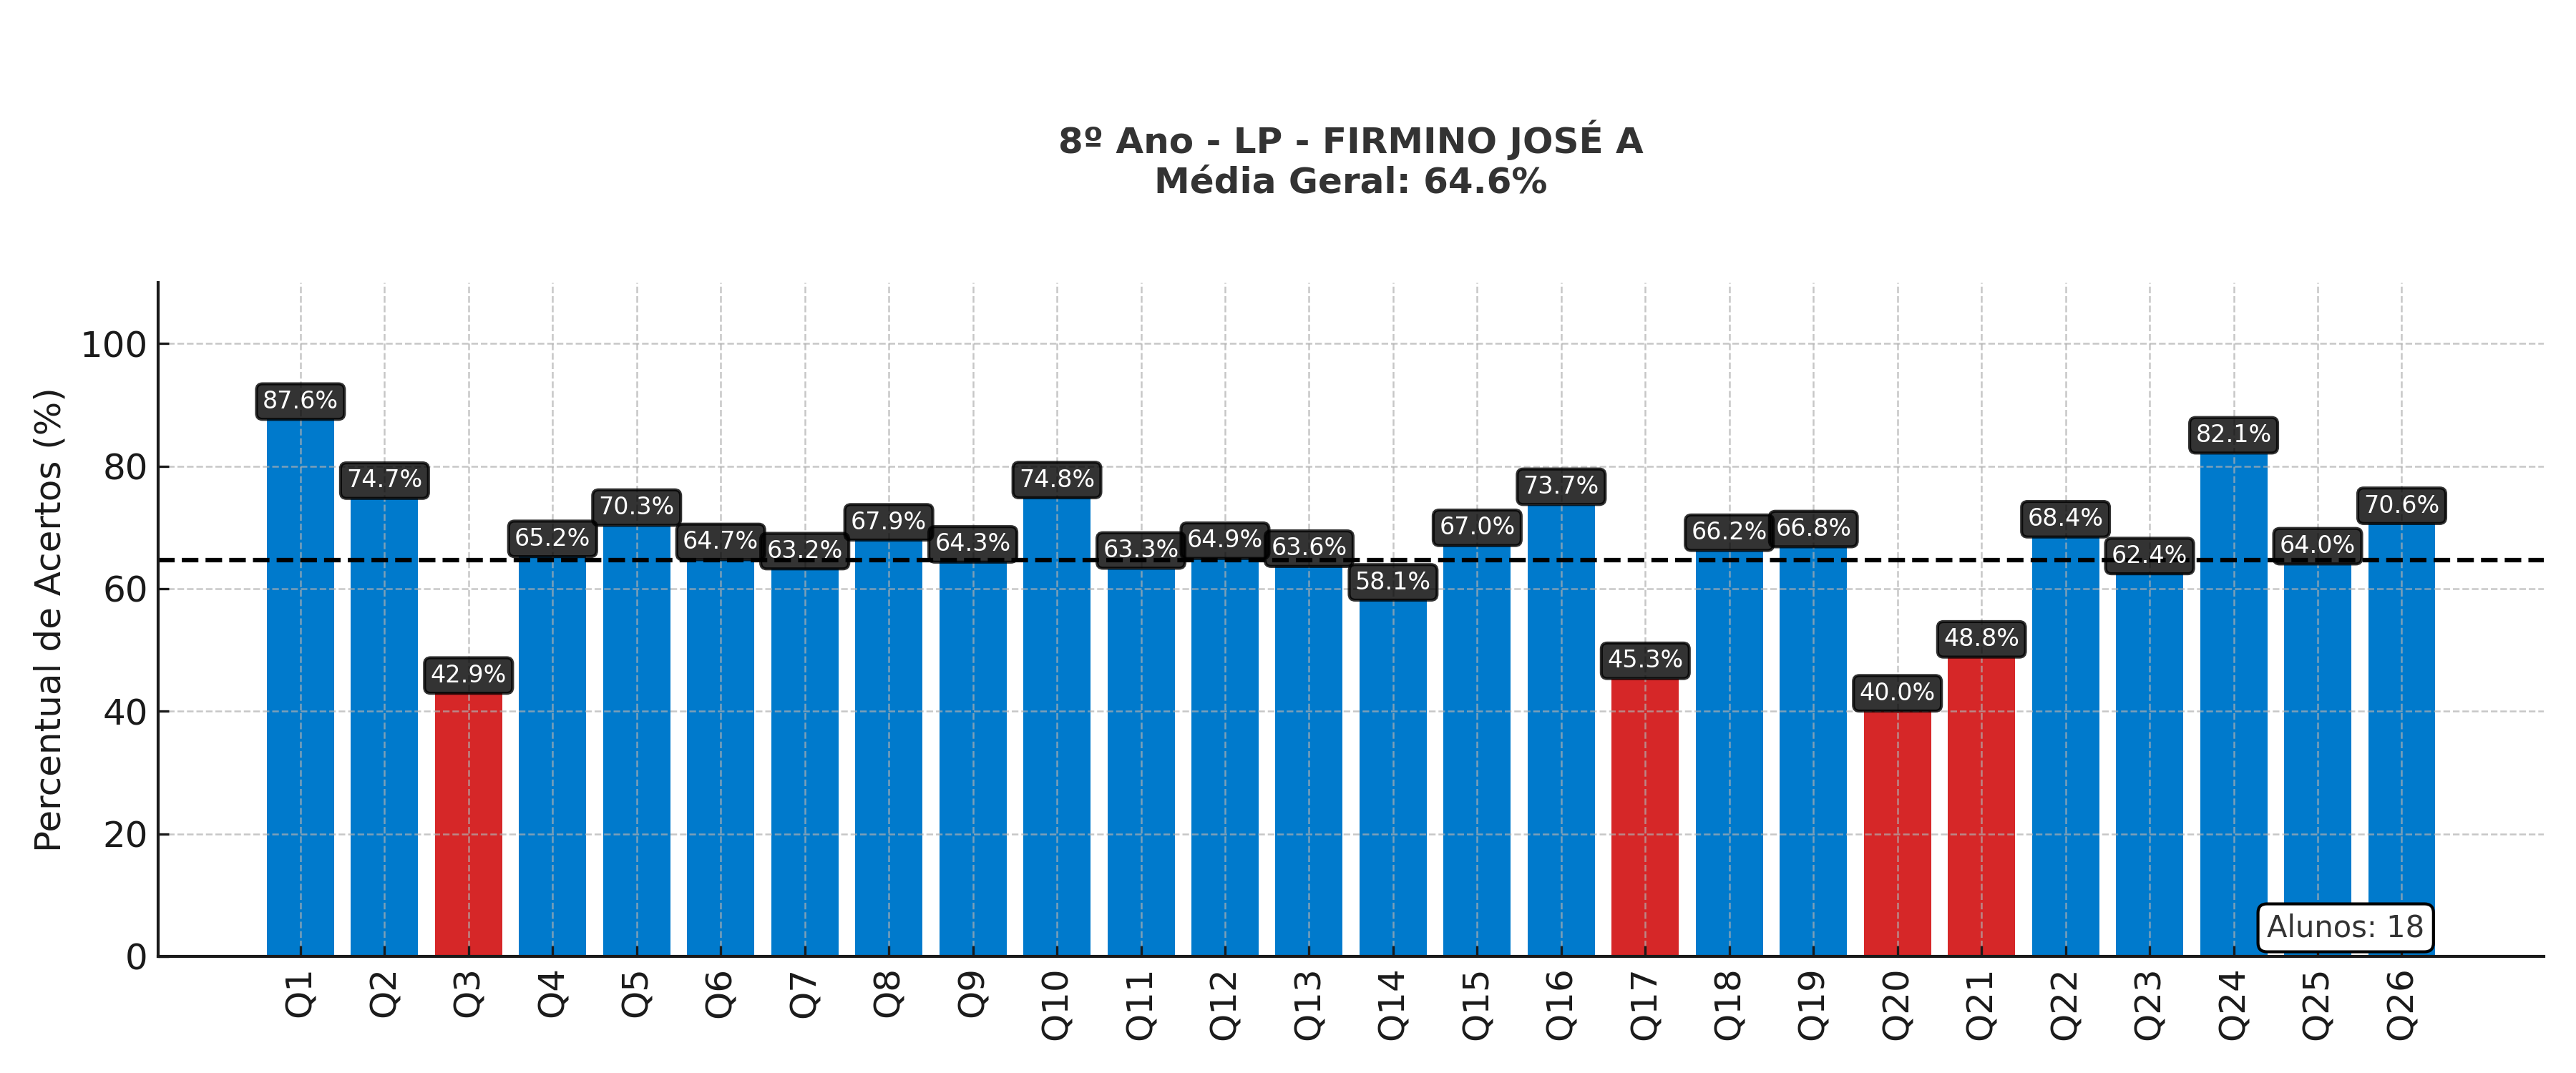 8º Ano - LP - FIRMINO JOSÉ A
Média Geral: 64.6%
Percentual de Acertos (%)
100
80
60
40
20
0
87.6%
74.7%
42.9%
65.2%
70.3%
64.7%
63.2%
67.9%
64.3%
74.8%
63.3%
64.9%
63.6%
58.1%
67.0%
73.7%
45.3%
66.2%
66.8%
40.0%
48.8%
68.4%
62.4%
82.1%
64.0%
70.6%
Alunos: 18
Q1
Q2
Q3
Q4
Q5
Q6
Q7
Q8
Q9
Q10
Q11
Q12
Q13
Q14
Q15
Q16
Q17
Q18
Q19
Q20
Q21
Q22
Q23
Q24
Q25
Q26